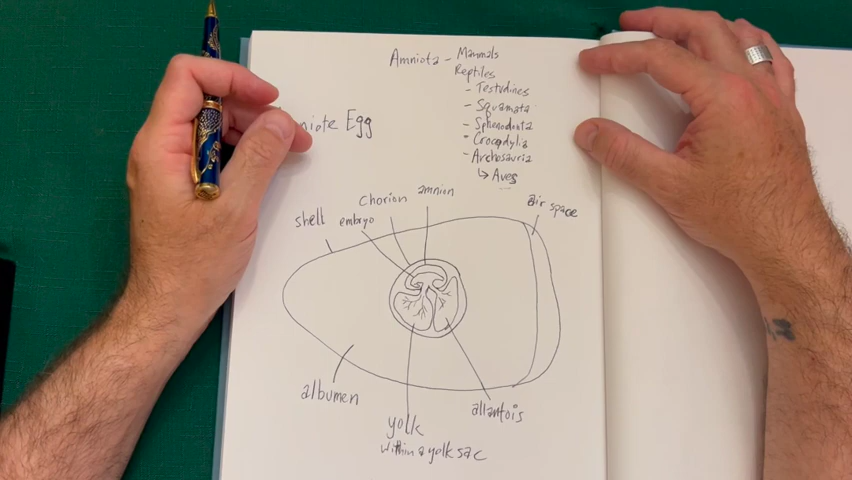 Amniota - Mammals
Reptiles
- Testudines
- Squamata
- Sphenodonta
- Crocodylia
- Archosauria
↳ Aves
Egg
chorion
amnion
air space
shell
embryo
albumen
yolk
within a yolk sac
allantois